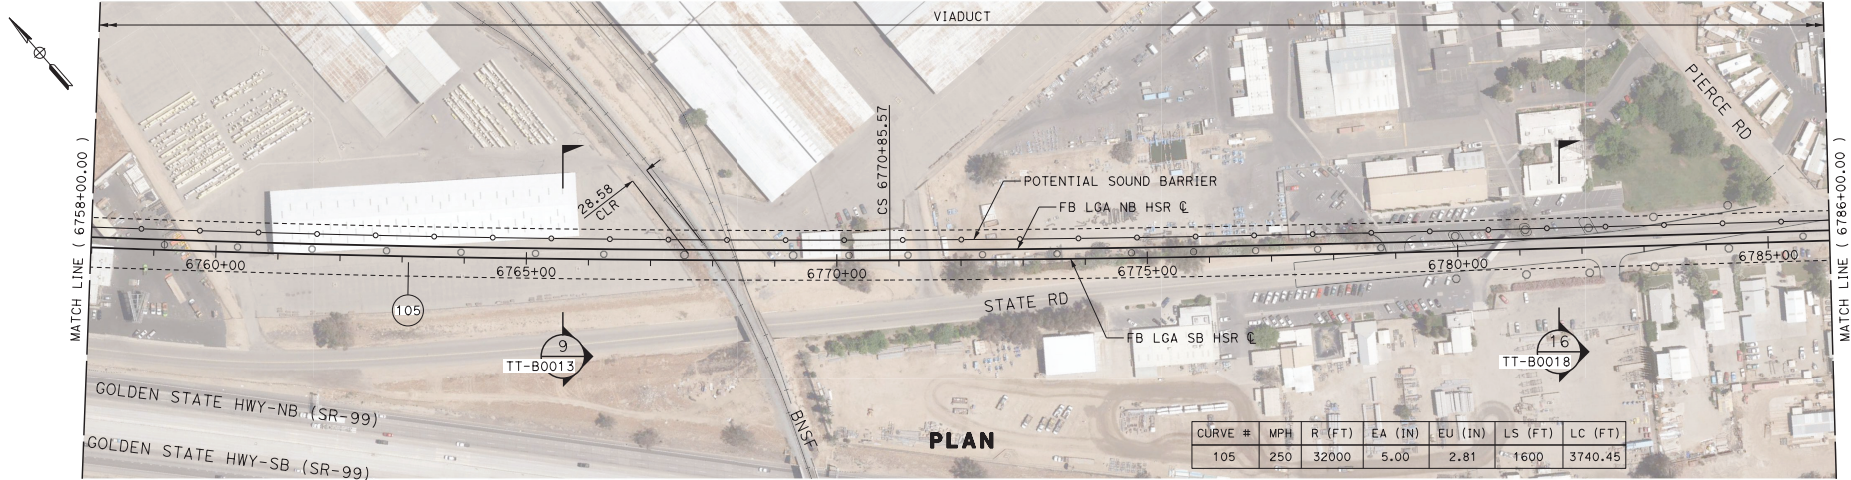 VIADUCT
PIERCE RD
MATCH LINE ( 6758+00.00 )
CS 6770+85.57
28.58
CLR
POTENTIAL SOUND BARRIER
FB LGA NB HSR ℄
MATCH LINE ( 6786+00.00 )
6760+00
6765+00
6770+00
6775+00
6780+00
6785+00
105
STATE RD
FB LGA SB HSR ℄
9
TT-B0013
16
TT-B0018
GOLDEN STATE HWY-NB (SR-99)
BNSF
GOLDEN STATE HWY-SB (SR-99)
PLAN
CURVE # MPH R (FT) EA (IN) EU (IN) LS (FT) LC (FT)
105 250 32000 5.00 2.81 1600 3740.45